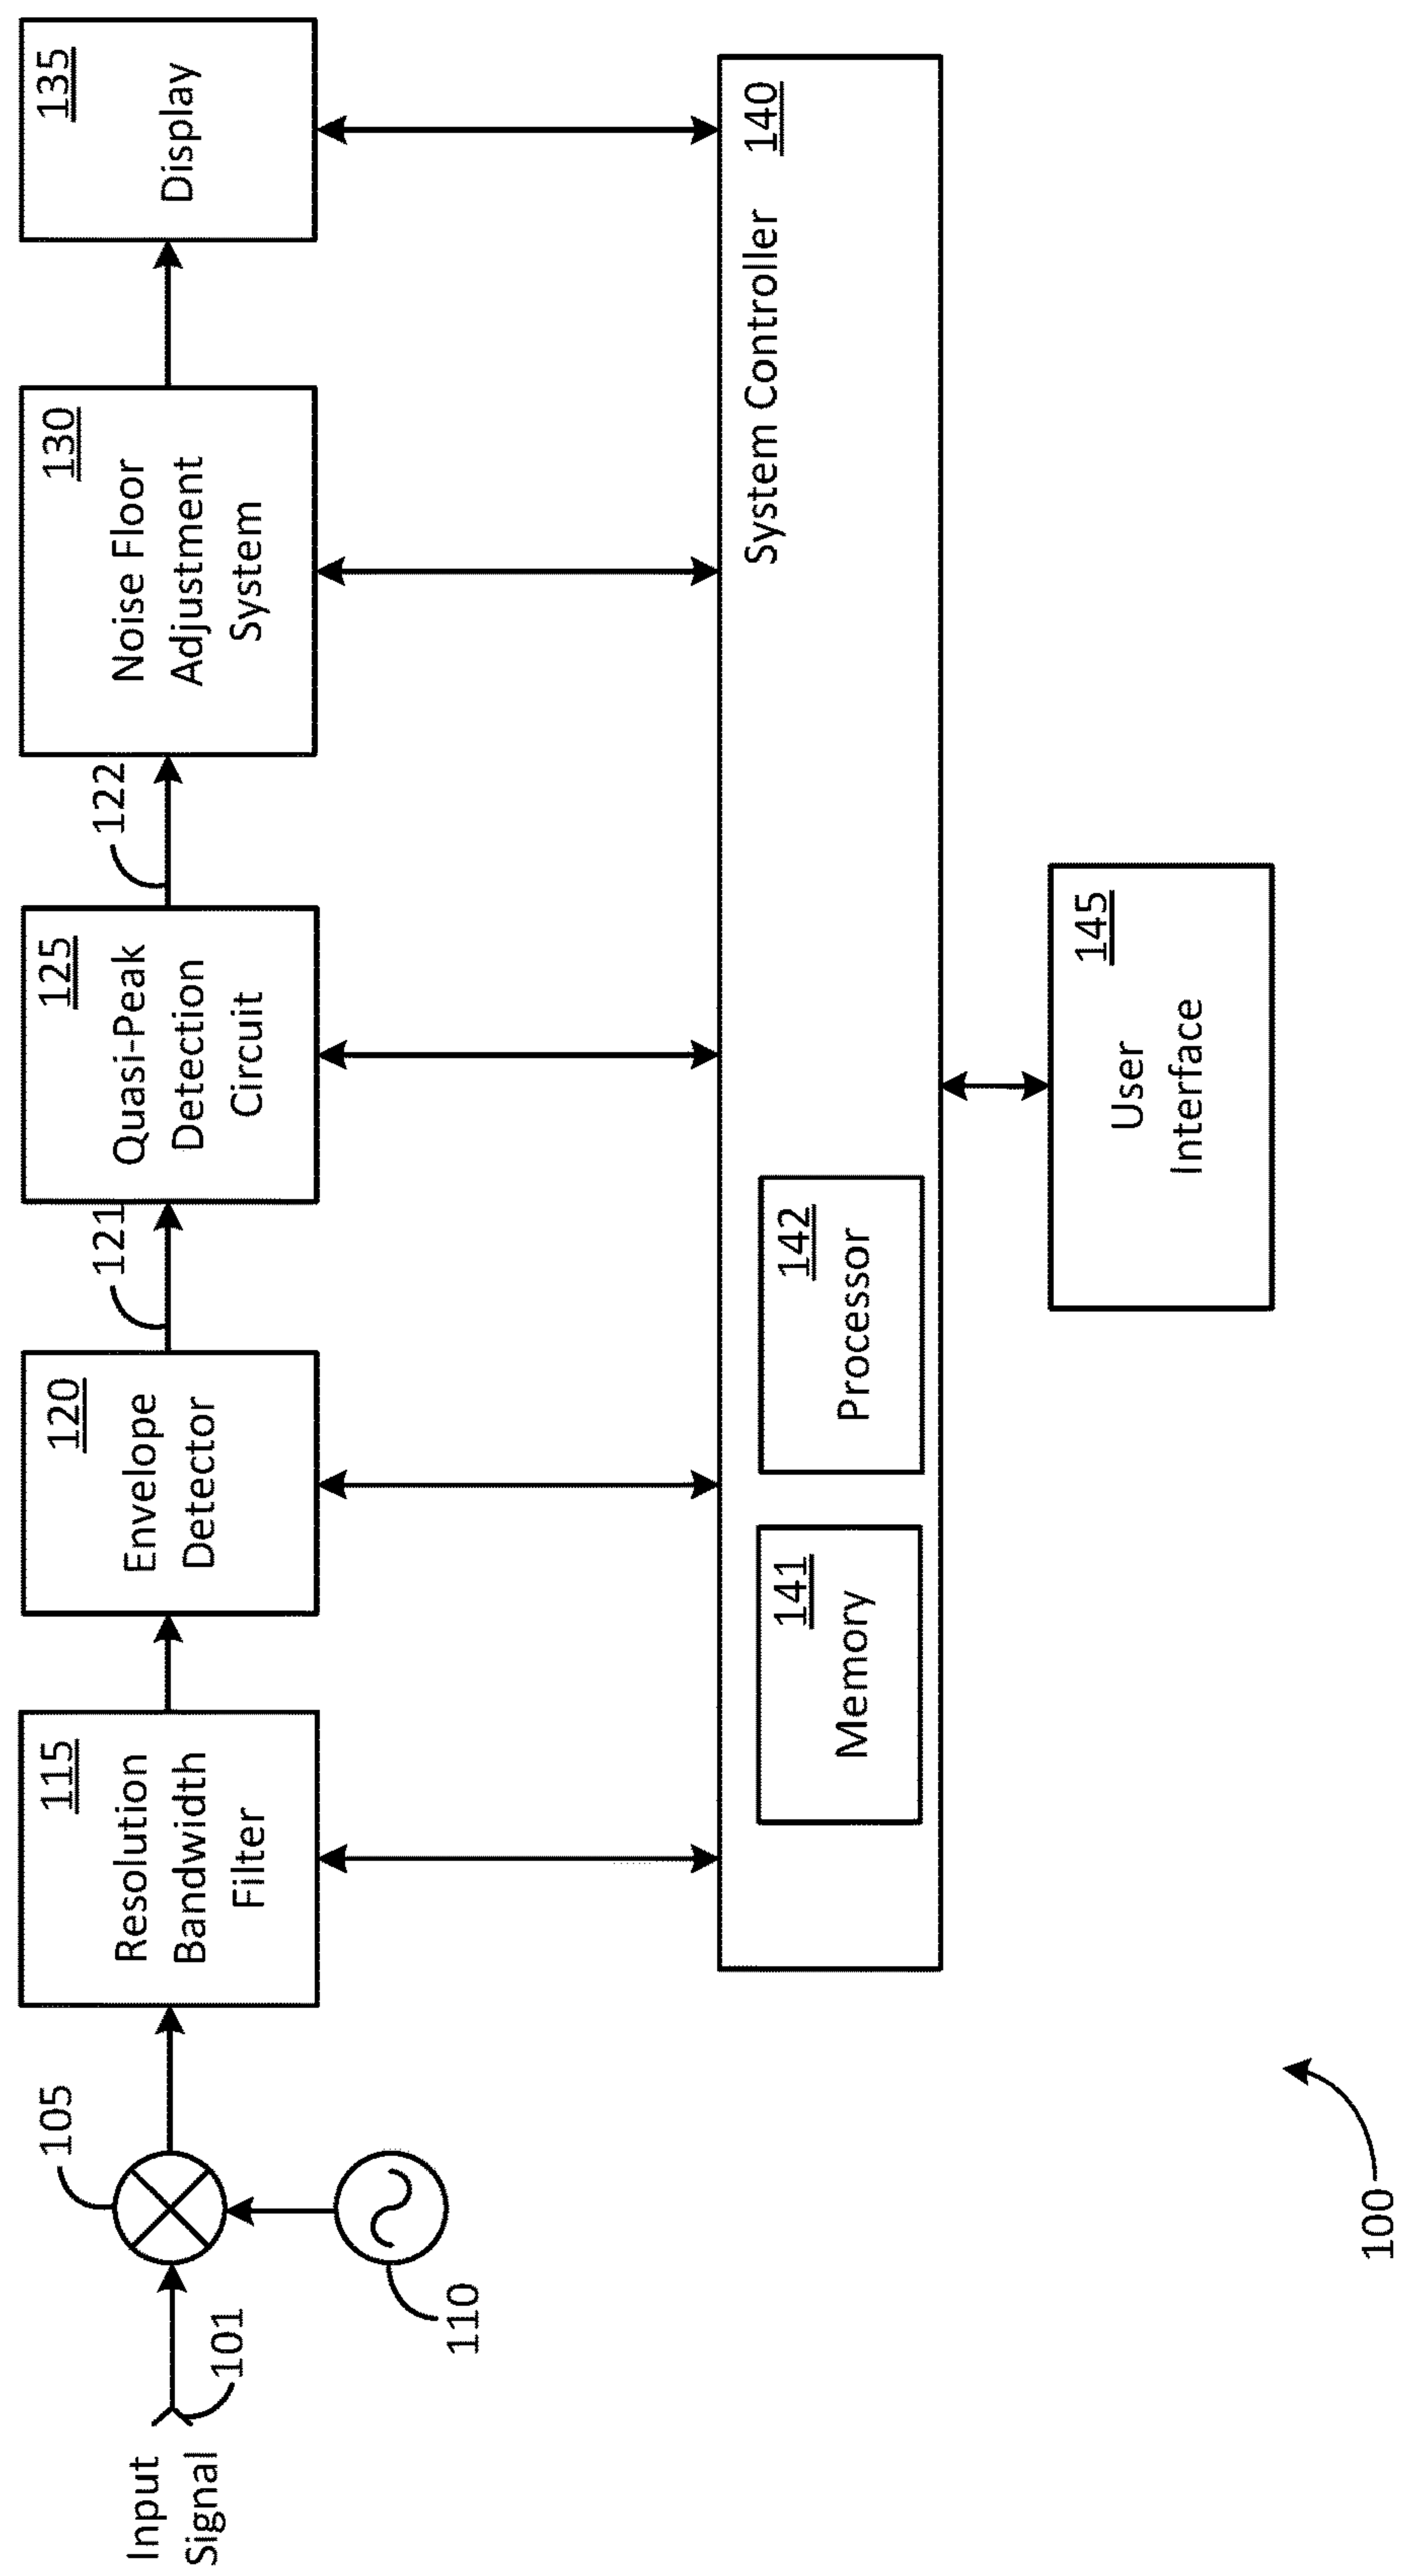 Input
Signal
101
105
110
115
Resolution
Bandwidth
Filter
120
Envelope
Detector
121
125
Quasi-Peak
Detection
Circuit
122
130
Noise Floor
Adjustment
System
135
Display
System Controller 140
141
Memory
142
Processor
145
User
Interface
100